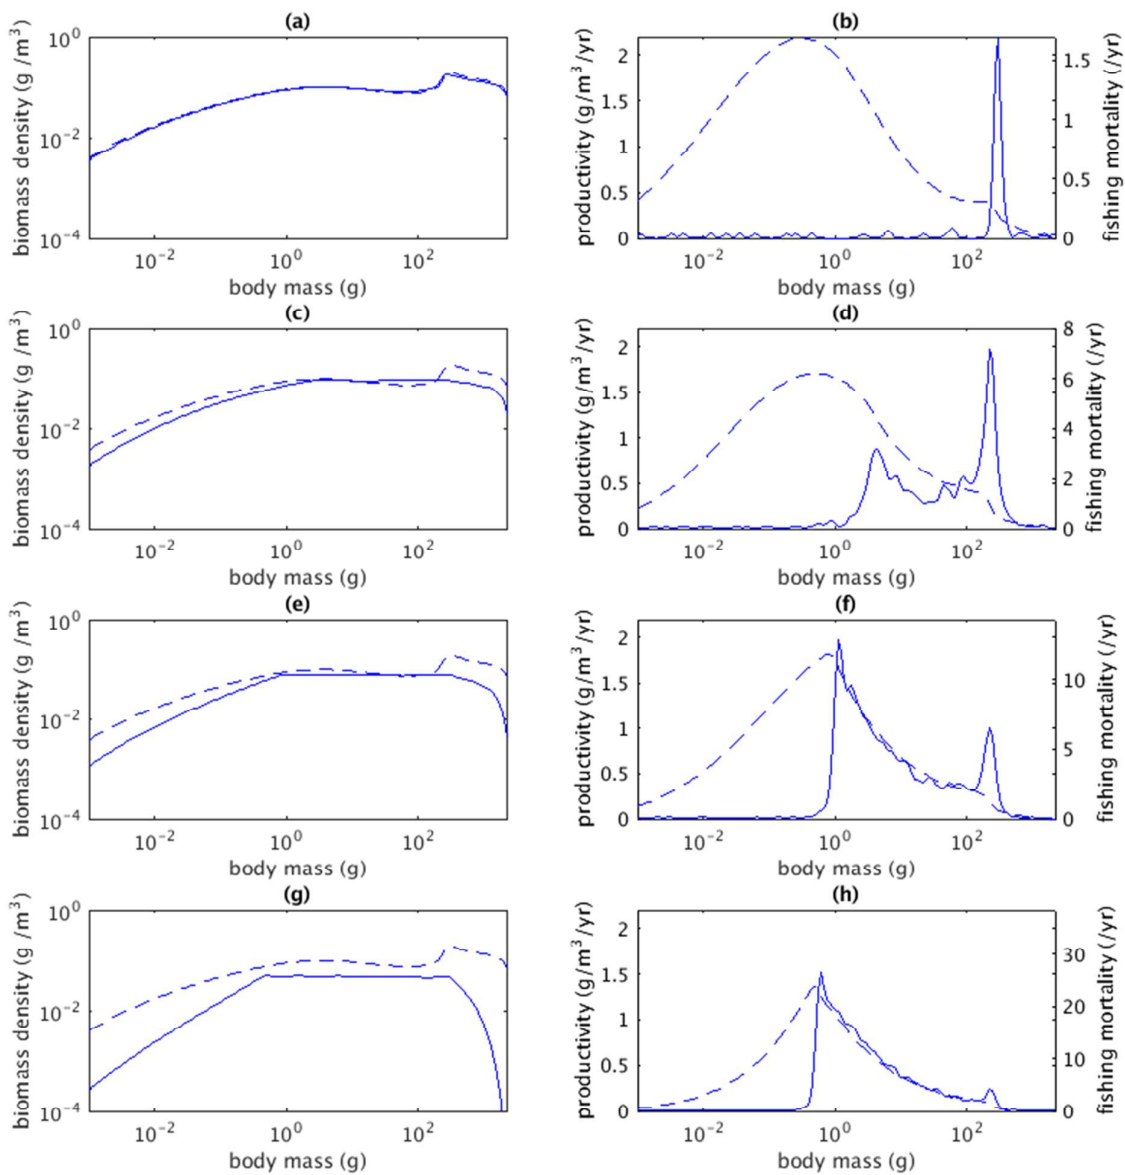 (a)
10^0
10^-2
10^-4
biomass density (g /m^3)
10^-2 10^0 10^2
body mass (g)
(b)
2
1.5
1
0.5
0
productivity (g/m^3/yr)
1.5
1
0.5
0
fishing mortality (/yr)
10^-2 10^0 10^2
body mass (g)
(c)
10^0
10^-2
10^-4
biomass density (g /m^3)
10^-2 10^0 10^2
body mass (g)
(d)
2
1.5
1
0.5
0
productivity (g/m^3/yr)
8
6
4
2
0
fishing mortality (/yr)
10^-2 10^0 10^2
body mass (g)
(e)
10^0
10^-2
10^-4
biomass density (g /m^3)
10^-2 10^0 10^2
body mass (g)
(f)
2
1.5
1
0.5
0
productivity (g/m^3/yr)
10
5
0
fishing mortality (/yr)
10^-2 10^0 10^2
body mass (g)
(g)
10^0
10^-2
10^-4
biomass density (g /m^3)
10^-2 10^0 10^2
body mass (g)
(h)
2
1.5
1
0.5
0
productivity (g/m^3/yr)
30
20
10
0
fishing mortality (/yr)
10^-2 10^0 10^2
body mass (g)